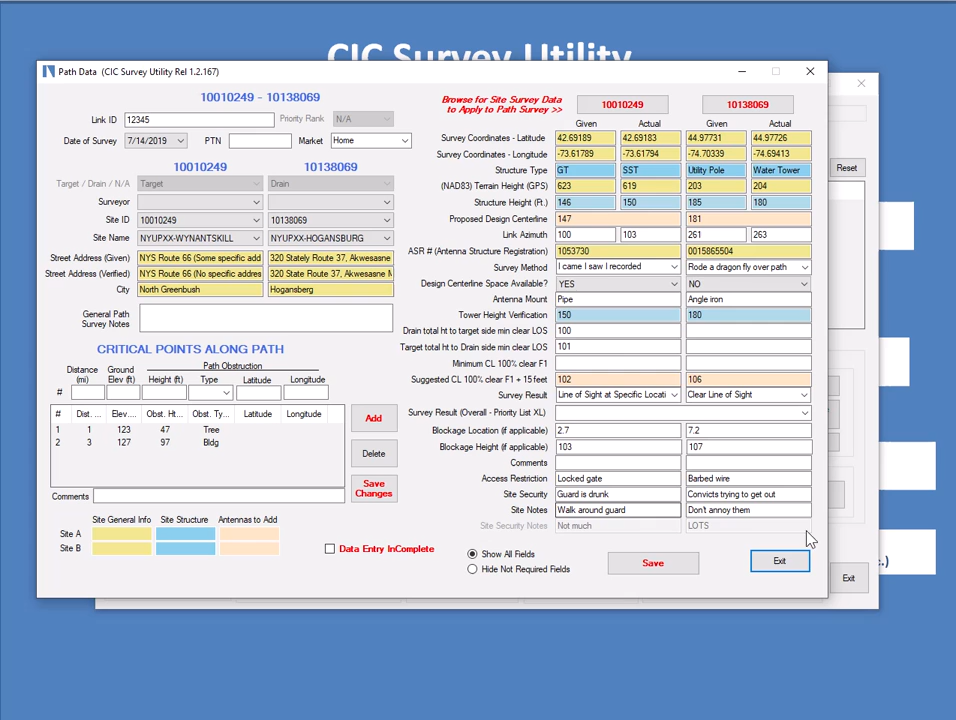 CIC Survey Utility
Path Data (CIC Survey Utility Rel 1.2.167)
10010249 - 10138069
Link ID 12345 Priority Rank N/A
Date of Survey 7/14/2019 PTN Market Home
10010249 10138069
Target / Drain / N/A Target Drain
Surveyor
Site ID 10010249 10138069
Site Name NYUPXX-WYNANTSKILL NYUPXX-HOGANSBURG
Street Address (Given) NYS Route 66 (Some specific add 320 Stately Route 37, Akwesasne
Street Address (Verified) NYS Route 66 (No specific addres 320 State Route 37, Akwesasne M
City North Greenbush Hogansberg
General Path
Survey Notes
CRITICAL POINTS ALONG PATH
Path Obstruction
Distance (mi) Ground Elev (ft) Height (ft) Type Latitude Longitude
#
# Dist. ... Elev... Obst. Ht... Obst. Ty... Latitude Longitude
1 1 123 47 Tree
2 3 127 97 Bldg
Add
Delete
Save Changes
Comments
Site General Info Site Structure Antennas to Add
Site A
Site B
Data Entry InComplete
Browse for Site Survey Data
to Apply to Path Survey >>
10010249 10138069
Given Actual Given Actual
Survey Coordinates - Latitude 42.69189 42.69183 44.97731 44.97726
Survey Coordinates - Longitude -73.61789 -73.61794 -74.70339 -74.69413
Structure Type GT SST Utility Pole Water Tower
(NAD83) Terrain Height (GPS) 623 619 203 204
Structure Height (Ft.) 146 150 185 180
Proposed Design Centerline 147 181
Link Azimuth 100 103 261 263
ASR # (Antenna Structure Registration) 1053730 0015865504
Survey Method I came I saw I recorded Rode a dragon fly over path
Design Centerline Space Available? YES NO
Antenna Mount Pipe Angle iron
Tower Height Verification 150 180
Drain total ht to target side min clear LOS 100
Target total ht to Drain side min clear LOS 101
Minimum CL 100% clear F1
Suggested CL 100% clear F1 + 15 feet 102 106
Survey Result Line of Sight at Specific Locati Clear Line of Sight
Survey Result (Overall - Priority List XL)
Blockage Location (if applicable) 2.7 7.2
Blockage Height (if applicable) 103 107
Comments
Access Restriction Locked gate Barbed wire
Site Security Guard is drunk Convicts trying to get out
Site Notes Walk around guard Don't annoy them
Site Security Notes Not much LOTS
Show All Fields
Hide Not Required Fields
Save
Exit
Reset
c.)
Exit